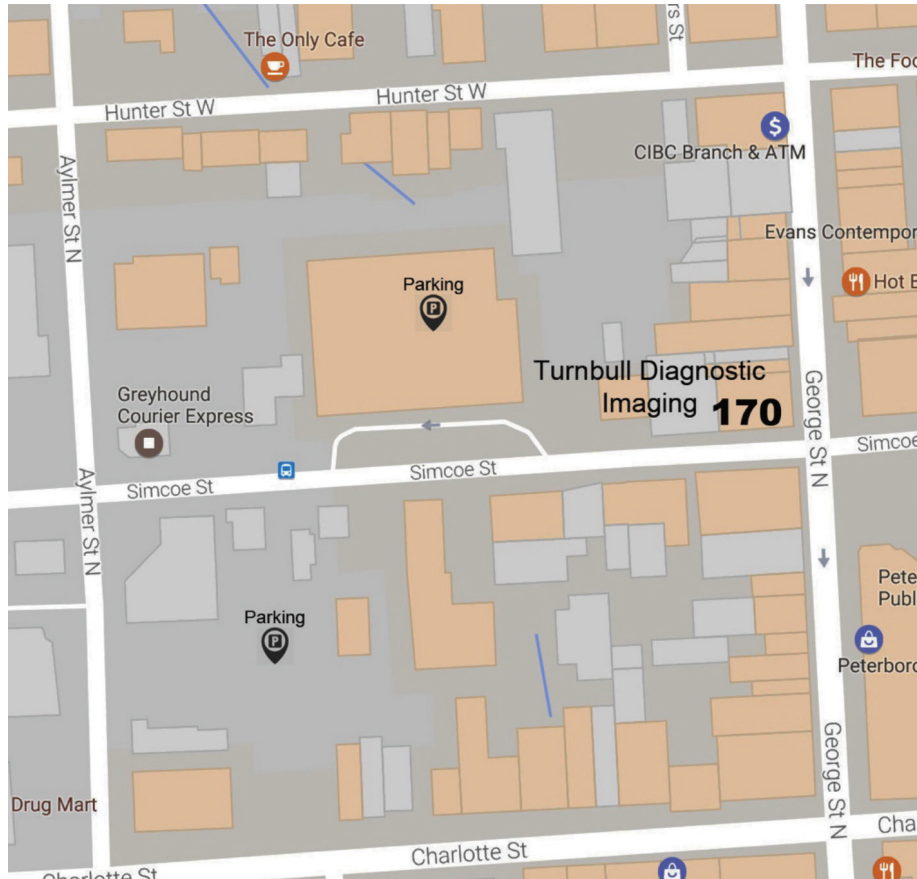 rs St
The Only Cafe
The Foo
Hunter St W
Hunter St W
$
CIBC Branch & ATM
Aylmer St N
Evans Contempor
Parking
P
Hot B
Turnbull Diagnostic
Imaging 170
George St N
Greyhound
Courier Express
Simcoe
Simcoe St
Simcoe St
Aylmer St N
Pete
Publ
Parking
P
Peterboro
George St N
Drug Mart
Charlotte St
Cha
Charlotte St